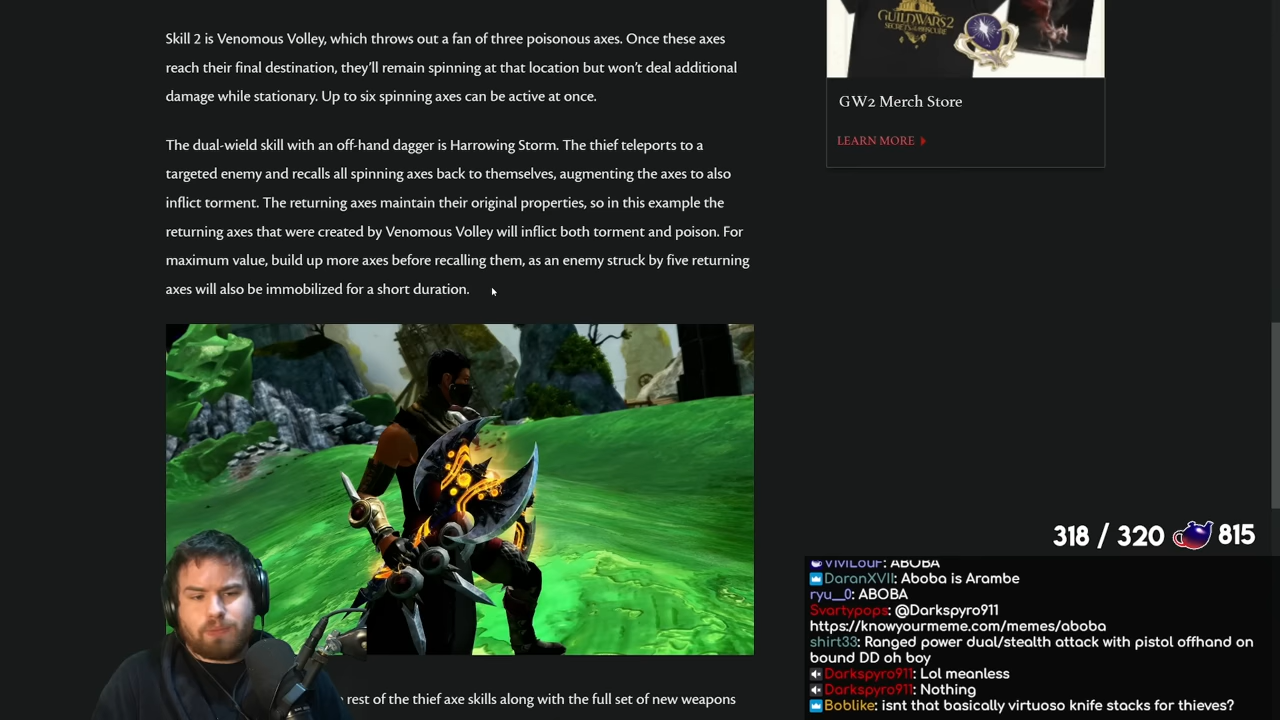 Skill 2 is Venomous Volley, which throws out a fan of three poisonous axes. Once these axes
reach their final destination, they'll remain spinning at that location but won't deal additional
damage while stationary. Up to six spinning axes can be active at once.
The dual-wield skill with an off-hand dagger is Harrowing Storm. The thief teleports to a
targeted enemy and recalls all spinning axes back to themselves, augmenting the axes to also
inflict torment. The returning axes maintain their original properties, so in this example the
returning axes that were created by Venomous Volley will inflict both torment and poison. For
maximum value, build up more axes before recalling them, as an enemy struck by five returning
axes will also be immobilized for a short duration.
rest of the thief axe skills along with the full set of new weapons
GUILD WARS 2
SECRETS OF THE OBSCURE
GW2 Merch Store
LEARN MORE
318 / 320 815
ViViLouF: ABOBA
DaranXVII: Aboba is Arambe
ryu__0: ABOBA
Svartypops: @Darkspyro911
https://knowyourmeme.com/memes/aboba
shirt33: Ranged power dual/stealth attack with pistol offhand on
bound DD oh boy
Darkspyro911: Lol meanless
Darkspyro911: Nothing
Boblike: isnt that basically virtuoso knife stacks for thieves?